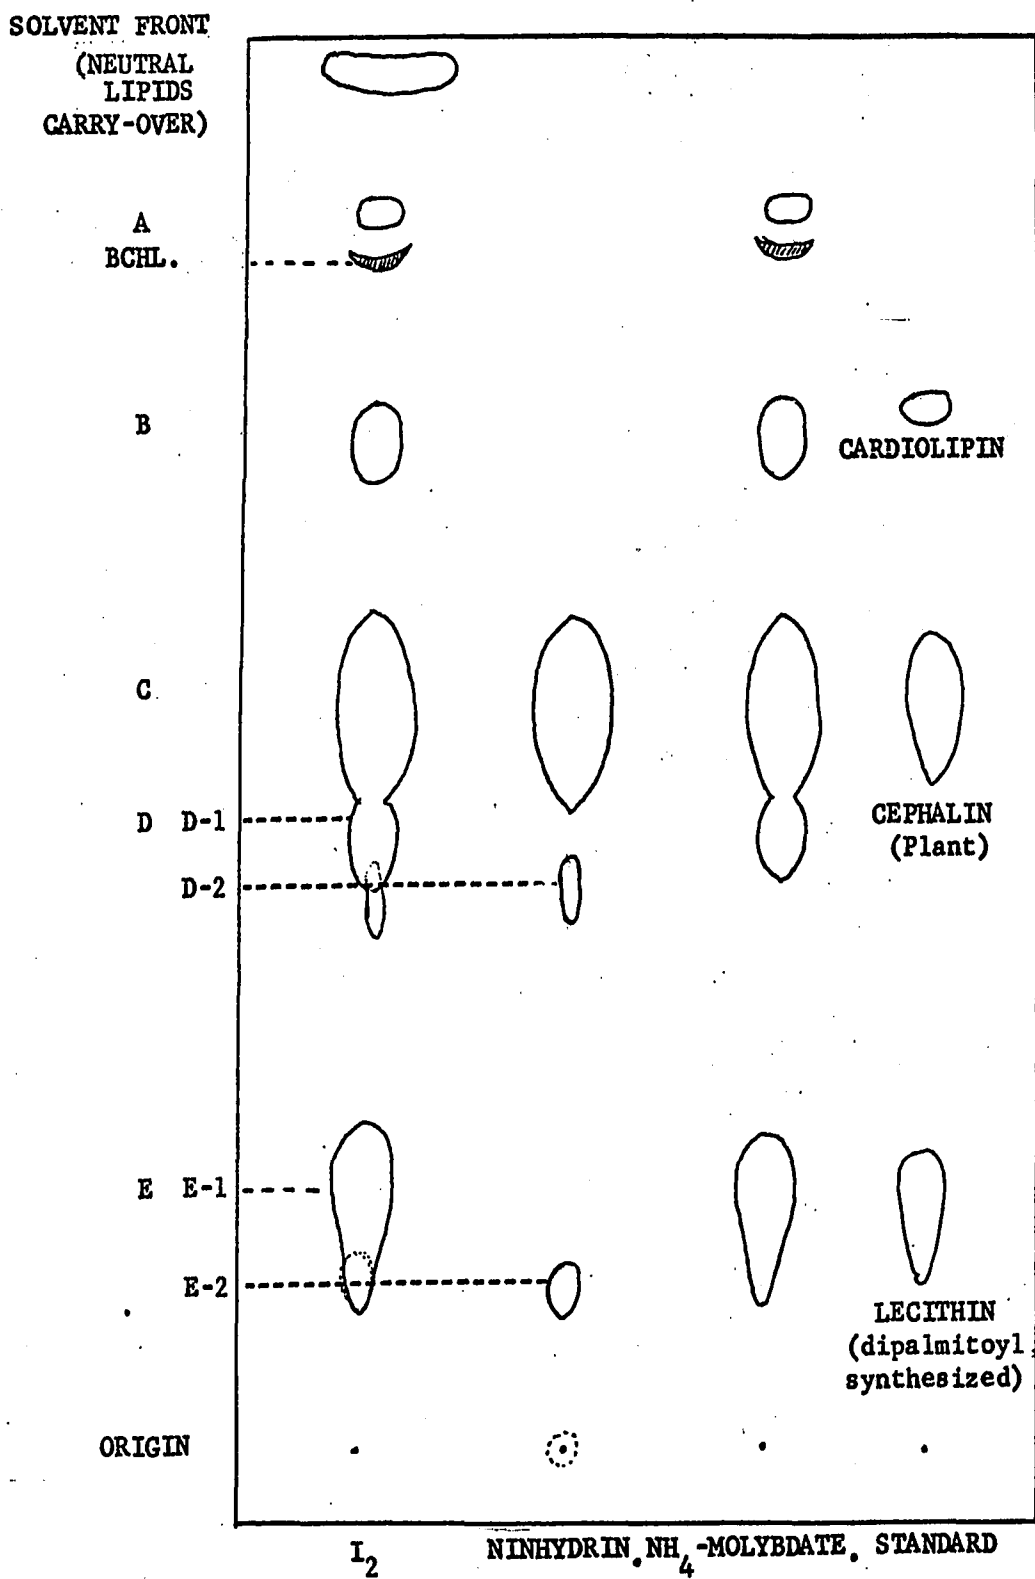 SOLVENT FRONT
(NEUTRAL
LIPIDS
CARRY-OVER)
A
BCHL.
B
CARDIOLIPIN
C
D D-1
CEPHALIN
(Plant)
D-2
E E-1
E-2
LECITHIN
(dipalmitoyl
synthesized)
ORIGIN
I2 NINHYDRIN. NH4-MOLYBDATE. STANDARD